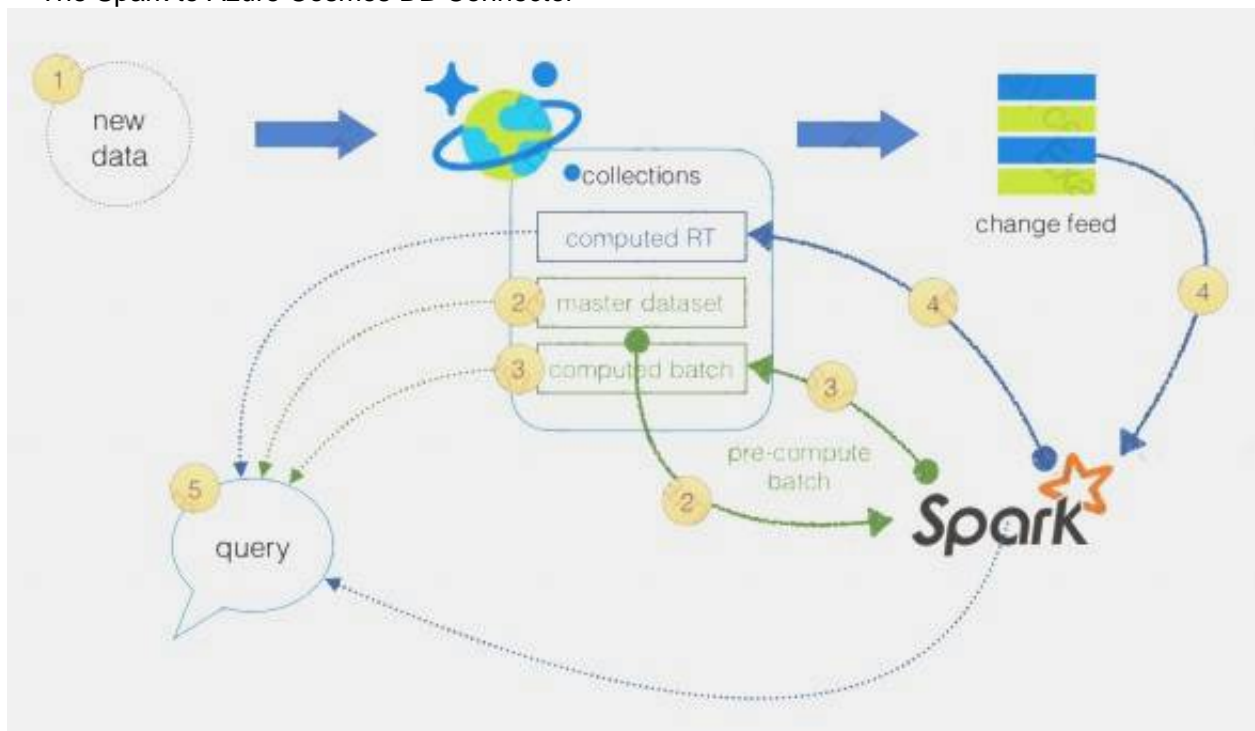 The Spark to Azure Cosmos DB Connector
1
new
data
collections
computed RT
2
master dataset
3
computed batch
change feed
4
4
3
pre-compute
batch
2
Spark
5
query